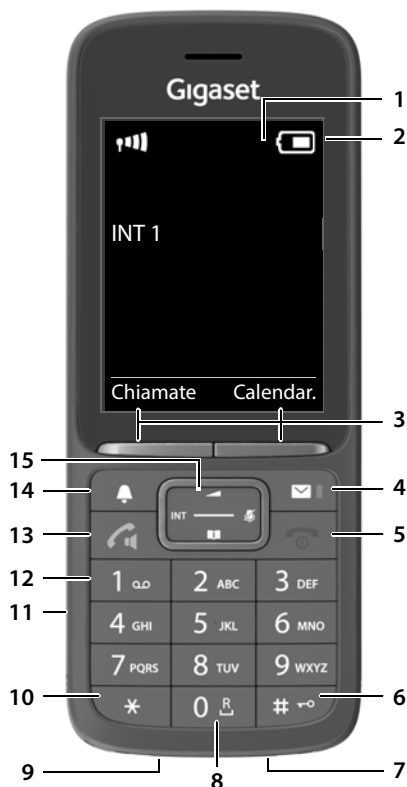 Gigaset
1
2
INT 1
Chiamate Calendar.
3
15
14
4
INT
13
5
12
1 2 ABC 3 DEF
11
4 GHI 5 JKL 6 MNO
7 PQRS 8 TUV 9 WXYZ
10
* 0 R #
6
9
8
7